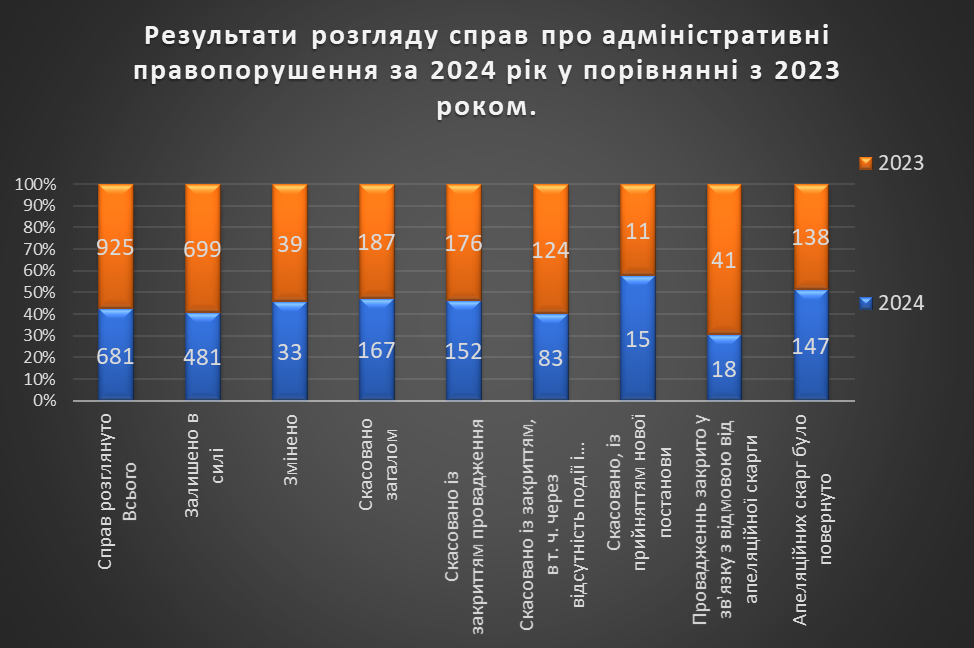 Результати розгляду справ про адміністративні
правопорушення за 2024 рік у порівнянні з 2023
роком.
2023
2024
100%
90%
80%
70%
60%
50%
40%
30%
20%
10%
0%
925
699
39
187
176
124
11
41
138
681
481
33
167
152
83
15
18
147
Справ розглянуто
Всього
Залишено в
силі
Змінено
Скасовано
загалом
Скасовано із
закриттям провадження
Скасовано із закриттям,
в т. ч. через
відсутність події і...
Скасовано, із
прийняттям нової
постанови
Провадженнь закрито у
зв'язку з відмовою від
апеляційної скарги
Апеляційних скарг було
повернуто